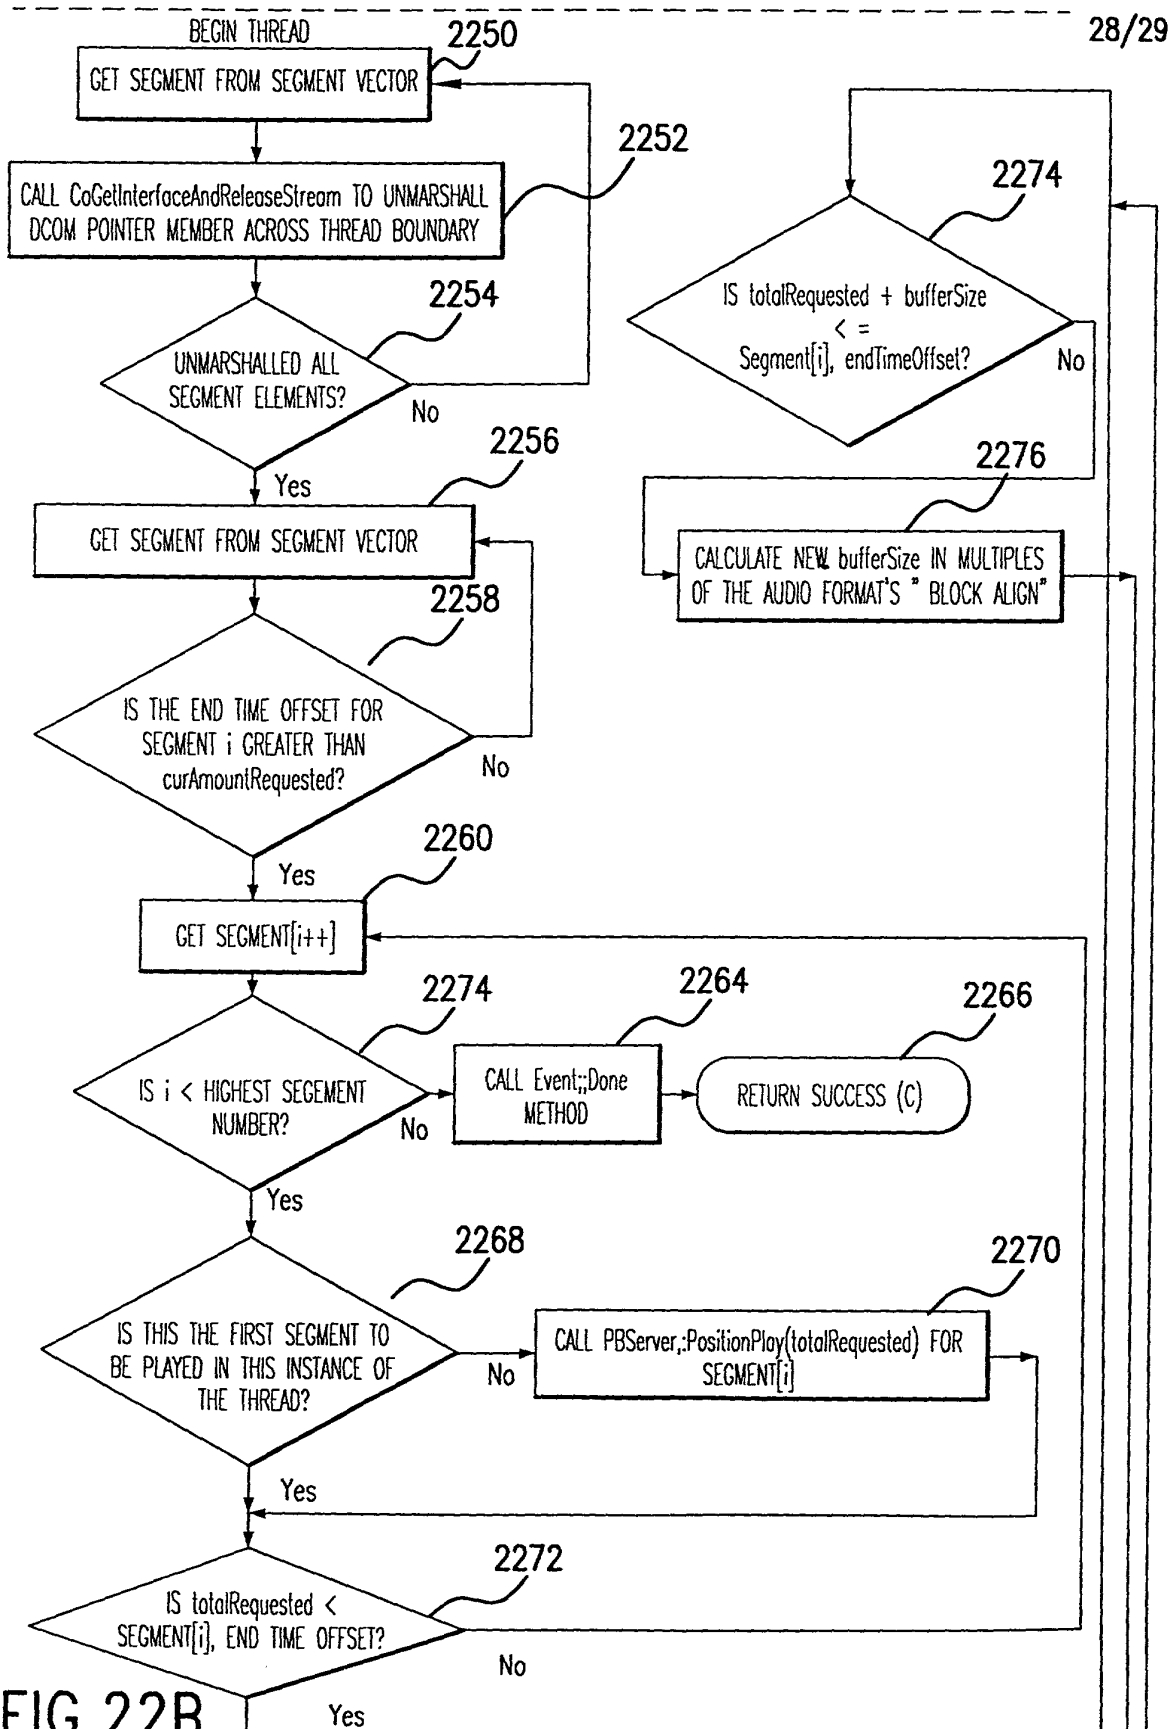 28/29
BEGIN THREAD
2250
GET SEGMENT FROM SEGMENT VECTOR
2252
CALL CoGetInterfaceAndReleaseStream TO UNMARSHALL
DCOM POINTER MEMBER ACROSS THREAD BOUNDARY
2254
UNMARSHALLED ALL
SEGMENT ELEMENTS?
No
Yes
2256
GET SEGMENT FROM SEGMENT VECTOR
2258
IS THE END TIME OFFSET FOR
SEGMENT i GREATER THAN
curAmountRequested?
No
Yes
2260
GET SEGMENT[i++]
2274
IS i < HIGHEST SEGEMENT
NUMBER?
No
2264
CALL Event;;Done
METHOD
2266
RETURN SUCCESS (C)
Yes
2268
IS THIS THE FIRST SEGMENT TO
BE PLAYED IN THIS INSTANCE OF
THE THREAD?
No
2270
CALL PBServer,:PositionPlay(totalRequested) FOR
SEGMENT[i]
Yes
2272
IS totalRequested <
SEGMENT[i], END TIME OFFSET?
No
Yes
2274
IS totalRequested + bufferSize
< =
Segment[i], endTimeOffset?
No
2276
CALCULATE NEW bufferSize IN MULTIPLES
OF THE AUDIO FORMAT'S " BLOCK ALIGN"
FIG.22B